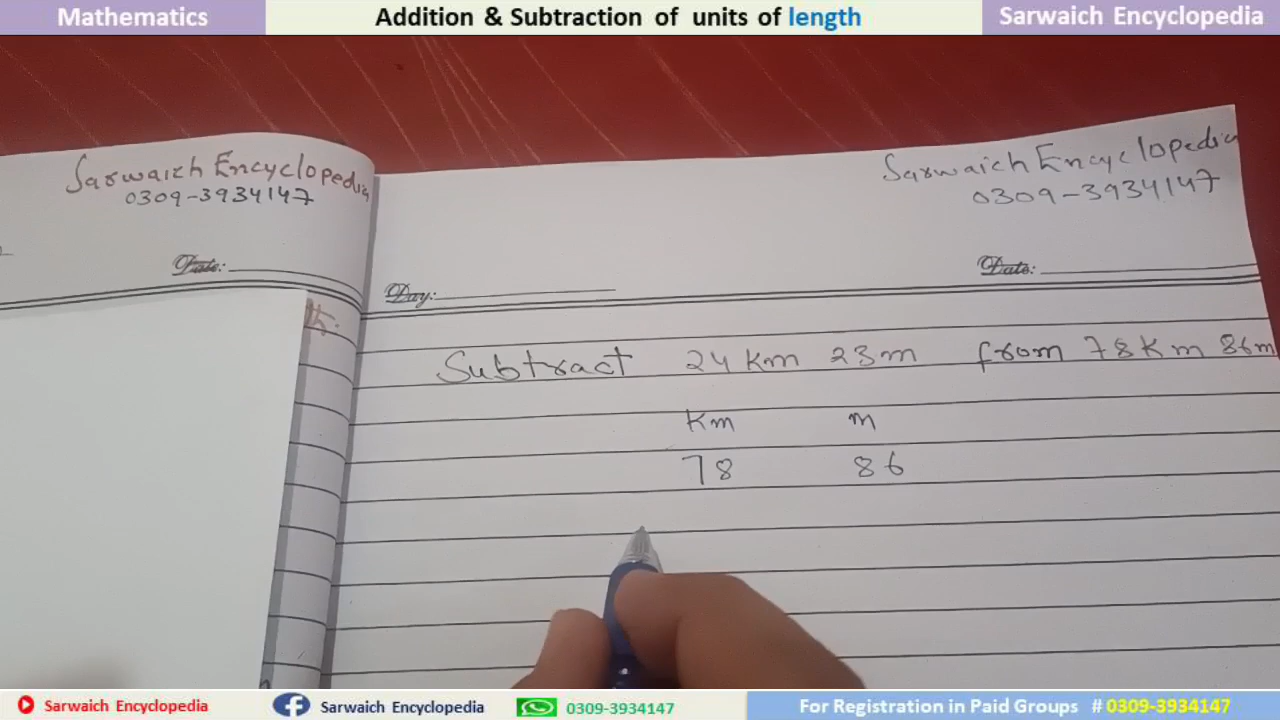 Mathematics
Addition & Subtraction of units of length
Sarwaich Encyclopedia
Sarwaich Encyclopedia
0309-3934147
Date:
Sarwaich Encyclopedia
0309-3934147
Day:
Date:
Subtract 24 Km 23m from 78Km 86m
Km m
78 86
Sarwaich Encyclopedia
Sarwaich Encyclopedia
0309-3934147
For Registration in Paid Groups # 0309-3934147